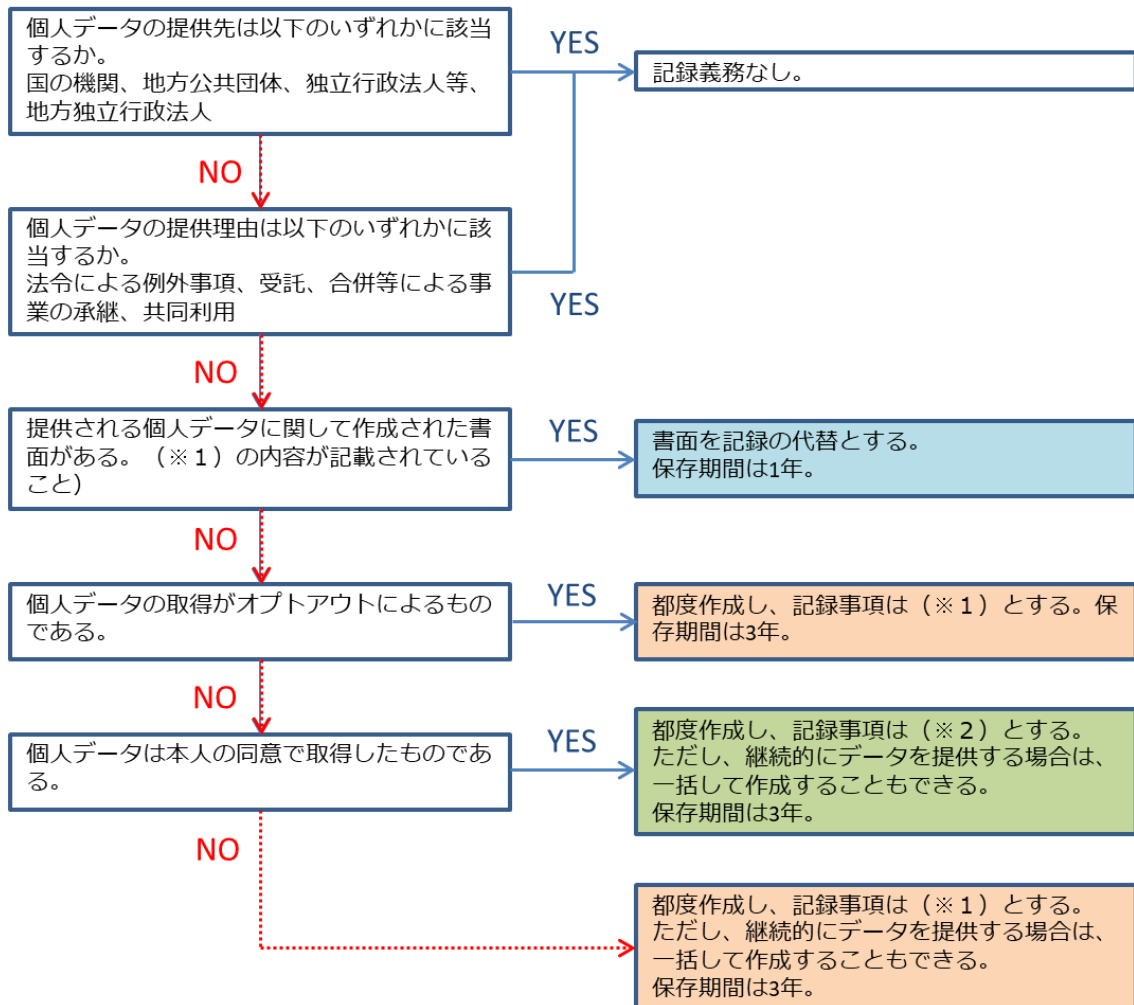 個人データの提供先は以下のいずれかに該当
するか。
国の機関、地方公共団体、独立行政法人等、
地方独立行政法人
YES
記録義務なし。
NO
個人データの提供理由は以下のいずれかに該
当するか。
法令による例外事項、受託、合併等による事
業の承継、共同利用
YES
NO
提供される個人データに関して作成された書
面がある。（※１）の内容が記載されている
こと)
YES
書面を記録の代替とする。
保存期間は1年。
NO
個人データの取得がオプトアウトによるもの
である。
YES
都度作成し、記録事項は（※１）とする。保
存期間は3年。
NO
個人データは本人の同意で取得したものであ
る。
YES
都度作成し、記録事項は（※２）とする。
ただし、継続的にデータを提供する場合は、
一括して作成することもできる。
保存期間は3年。
NO
都度作成し、記録事項は（※１）とする。
ただし、継続的にデータを提供する場合は、
一括して作成することもできる。
保存期間は3年。